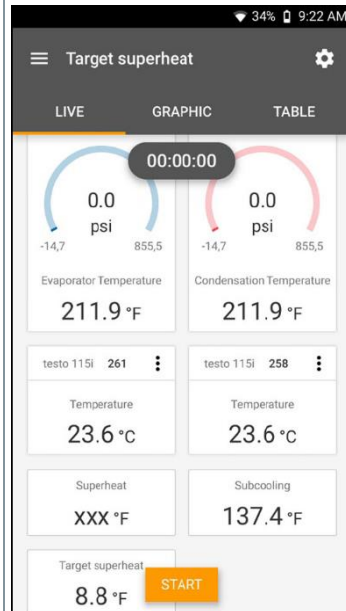 34% 9:22 AM
Target superheat
LIVE GRAPHIC TABLE
00:00:00
0.0 0.0
psi psi
-14,7 855,5 -14,7 855,5
Evaporator Temperature Condensation Temperature
211.9 °F 211.9 °F
testo 115i 261 testo 115i 258
Temperature Temperature
23.6 °C 23.6 °C
Superheat Subcooling
XXX °F 137.4 °F
Target superheat
8.8 °F START